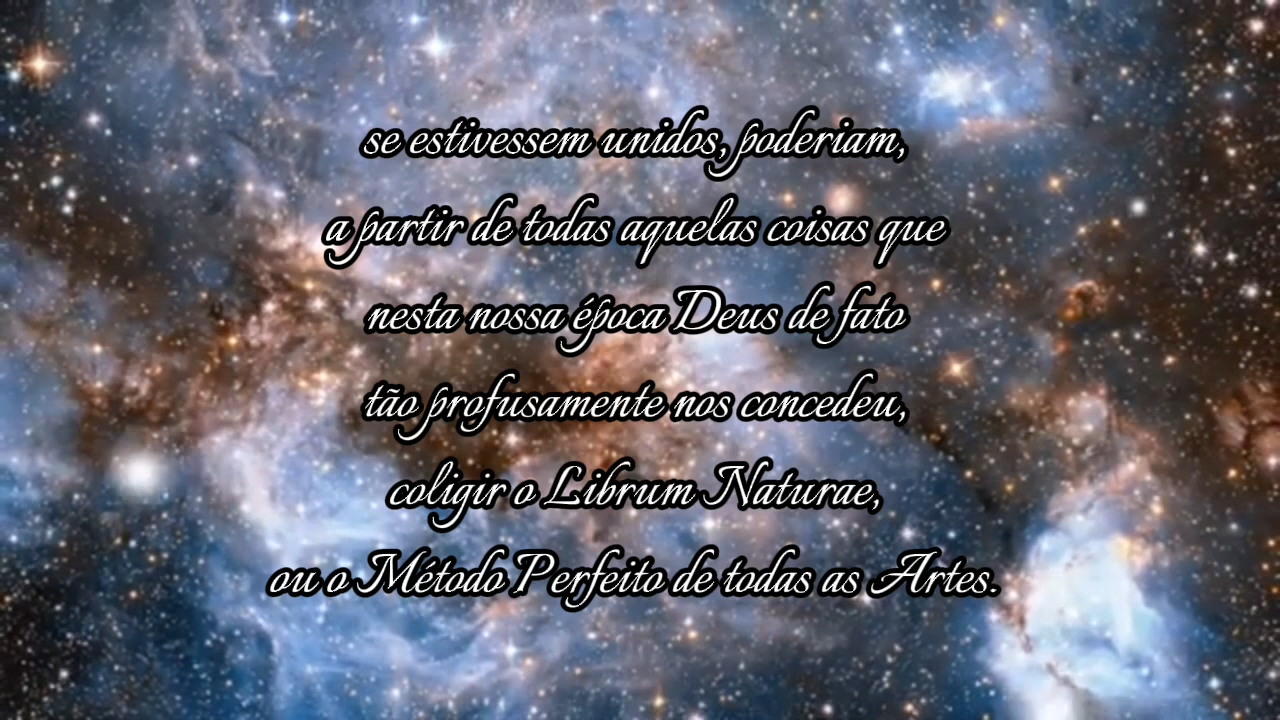 se estivessem unidos, poderiam,
a partir de todas aquelas coisas que
nesta nossa época Deus de fato
tão profusamente nos concedeu,
coligir o Librum Naturae,
ou o Método Perfeito de todas as Artes.